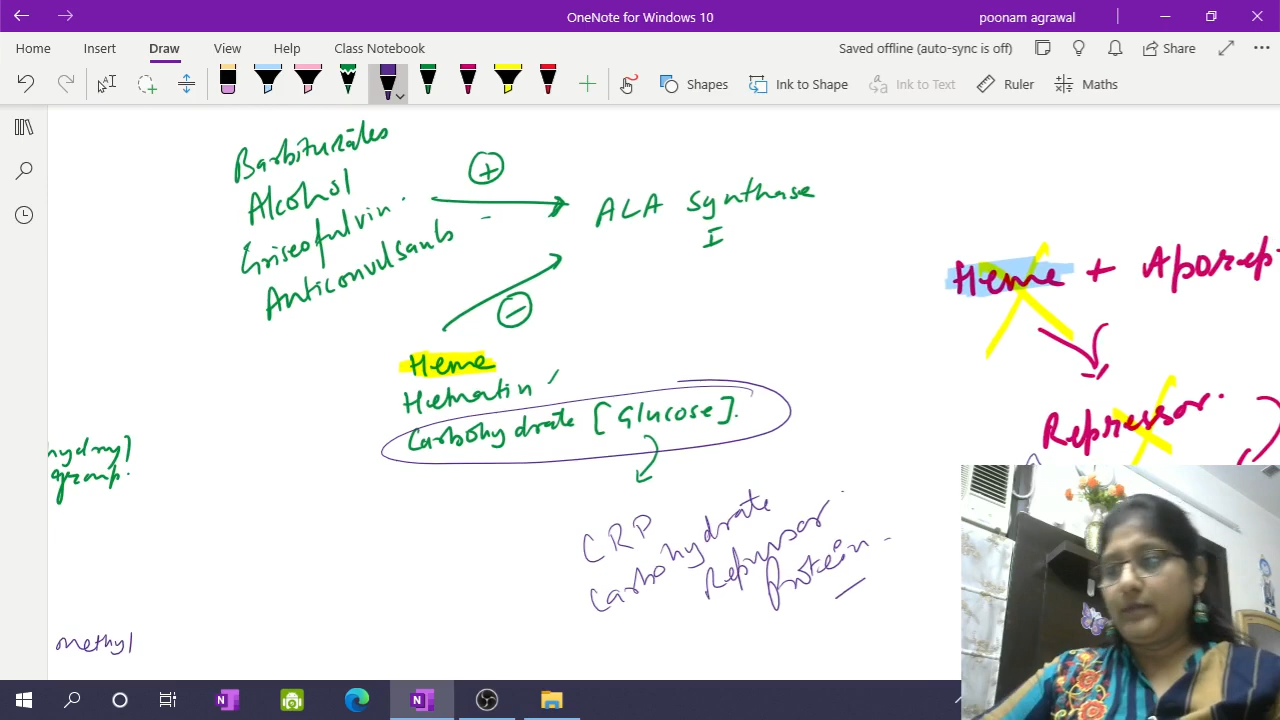 OneNote for Windows 10
poonam agrawal
Home Insert Draw View Help Class Notebook
Saved offline (auto-sync is off)
Share
Shapes Ink to Shape Ink to Text Ruler Maths
Barbiturates
Alcohol
Griseofulvin
Anticonvulsants
+
ALA Synthase
I
−
Heme
Hematin
Carbohydrate [Glucose].
CRP
Carbohydrate
Repressor
Protein
hydryl
group.
methyl
Heme + Aporep
Repressor.